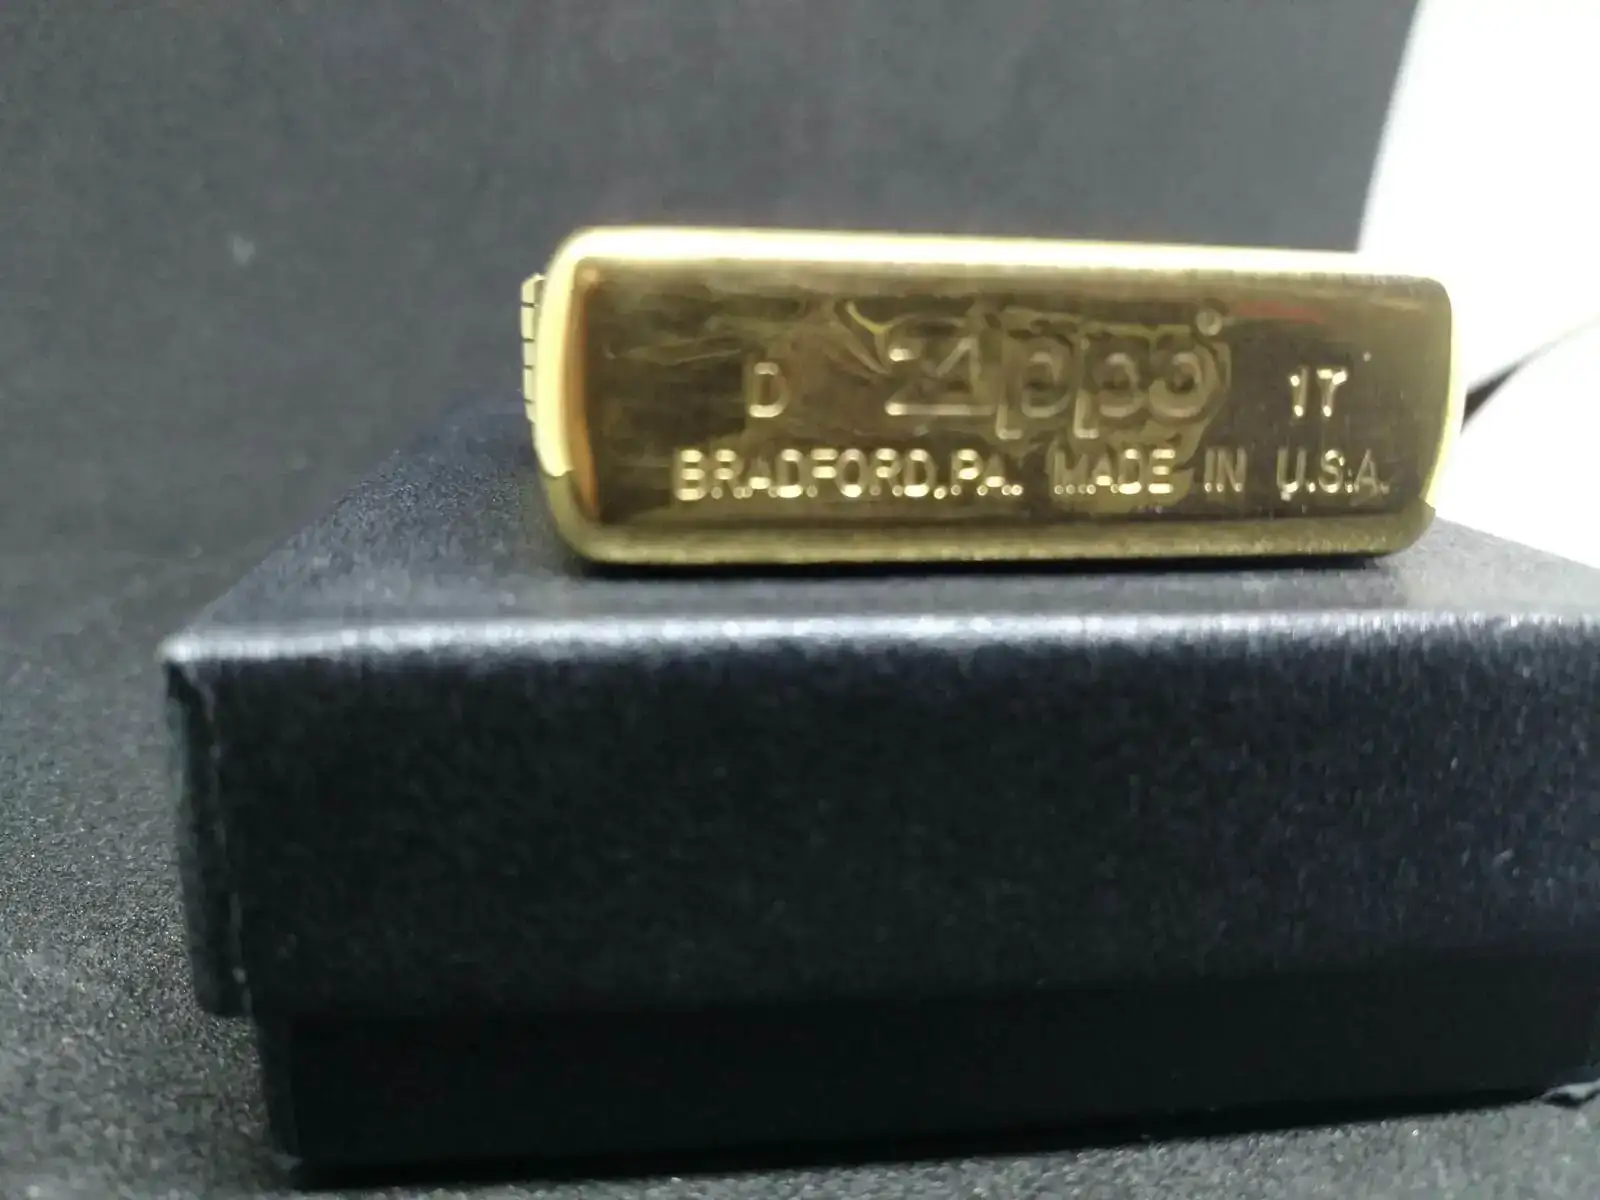 D Zippo® 17
BRADFORD,PA. MADE IN U.S.A.